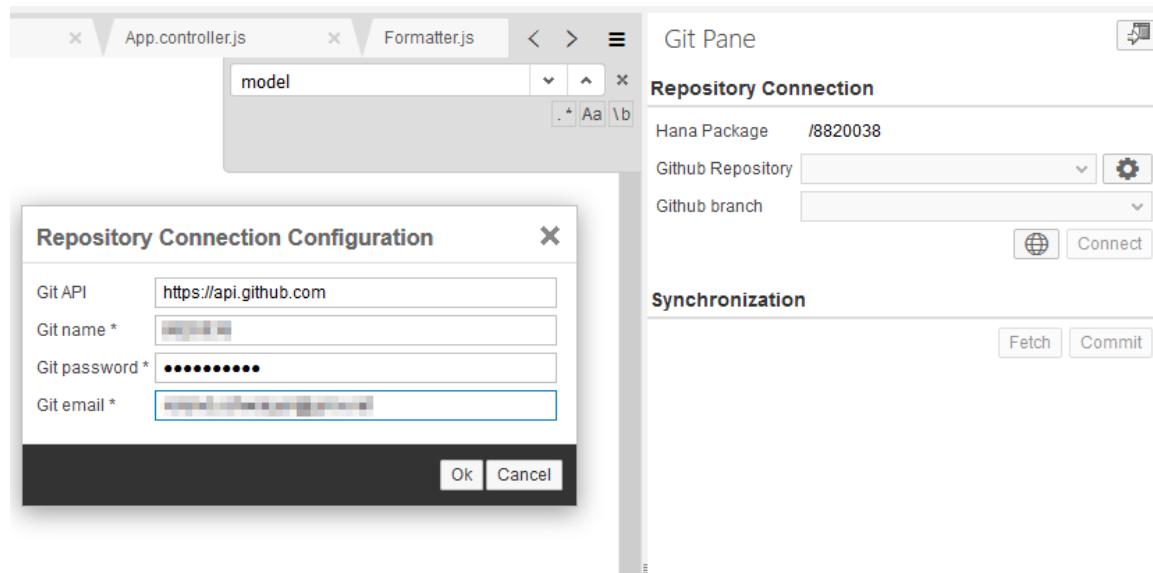 App.controller.js
Formatter.js
model
.* Aa \b
Git Pane
Repository Connection
Hana Package /8820038
Github Repository
Github branch
Connect
Synchronization
Fetch Commit
Repository Connection Configuration
Git API https://api.github.com
Git name *
Git password * ●●●●●●●●●●
Git email *
Ok Cancel